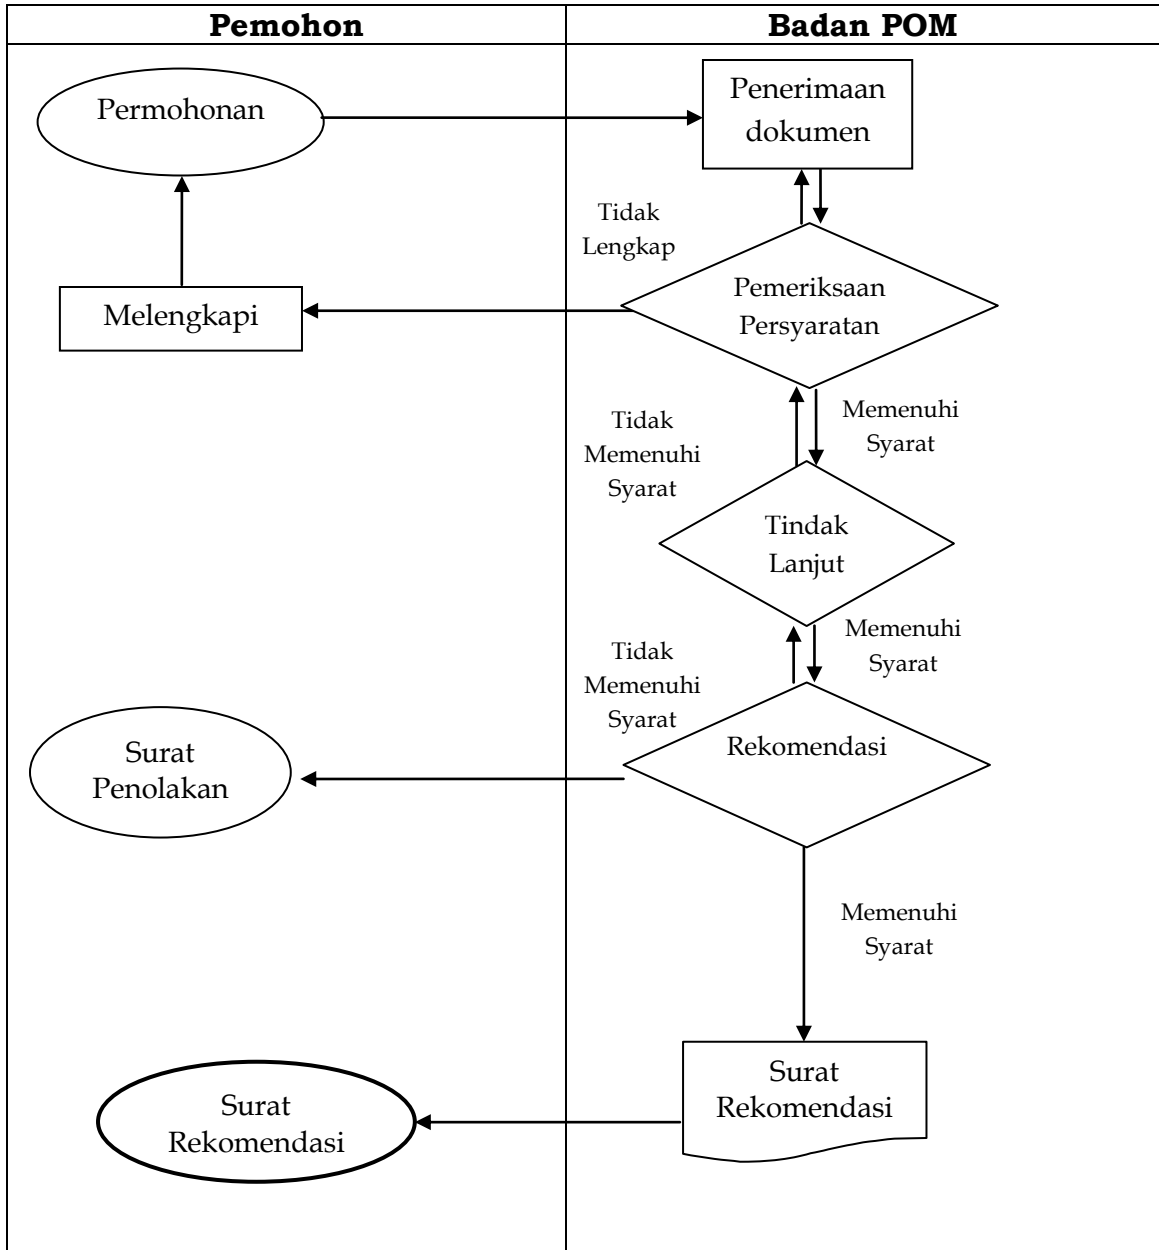 Pemohon
Badan POM
Permohonan
Penerimaan
dokumen
Tidak
Lengkap
Melengkapi
Pemeriksaan
Persyaratan
Tidak
Memenuhi
Syarat
Memenuhi
Syarat
Tindak
Lanjut
Tidak
Memenuhi
Syarat
Memenuhi
Syarat
Surat
Penolakan
Rekomendasi
Memenuhi
Syarat
Surat
Rekomendasi
Surat
Rekomendasi